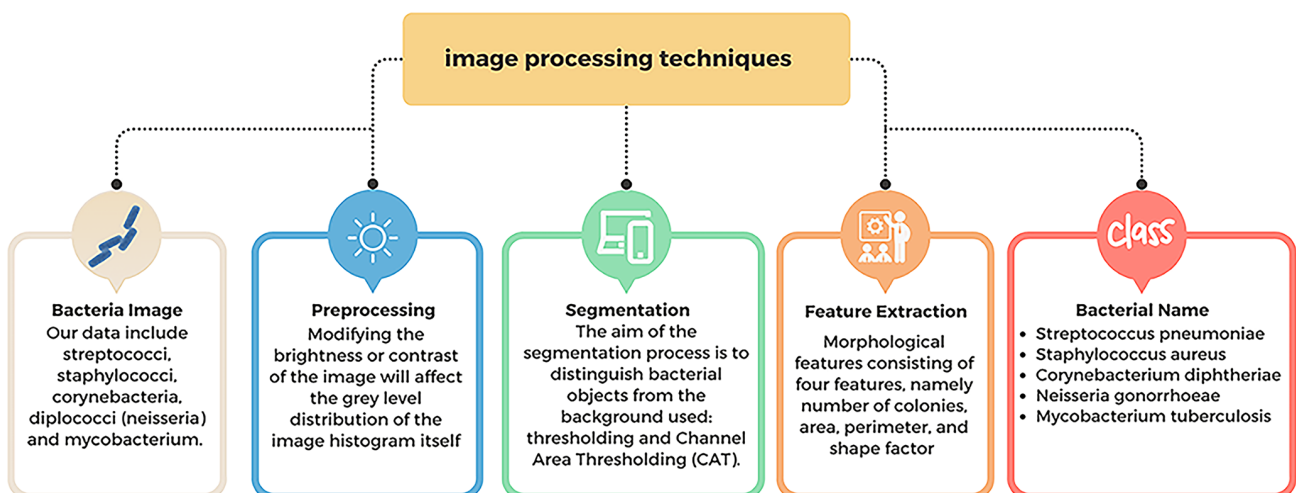 image processing techniques
Bacteria Image
Our data include
streptococci,
staphylococci,
corynebacteria,
diplococci (neisseria)
and mycobacterium.
Preprocessing
Modifying the
brightness or contrast
of the image will affect
the grey level
distribution of the
image histogram itself
Segmentation
The aim of the
segmentation process is to
distinguish bacterial
objects from the
background used:
thresholding and Channel
Area Thresholding (CAT).
Feature Extraction
Morphological
features consisting of
four features, namely
number of colonies,
area, perimeter, and
shape factor
class
Bacterial Name
• Streptococcus pneumoniae
• Staphylococcus aureus
• Corynebacterium diphtheriae
• Neisseria gonorrhoeae
• Mycobacterium tuberculosis